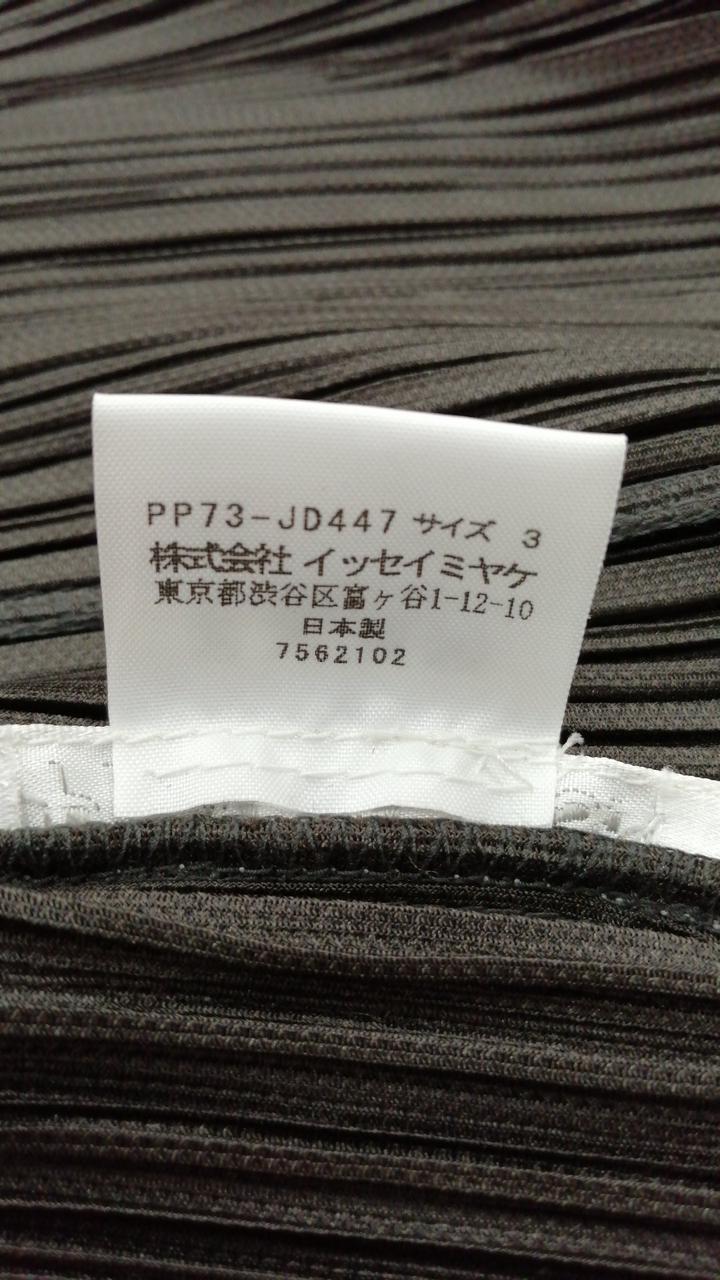 PP73-JD447 サイズ 3
株式会社 イッセイミヤケ
東京都渋谷区富ヶ谷1-12-10
日本製
7562102